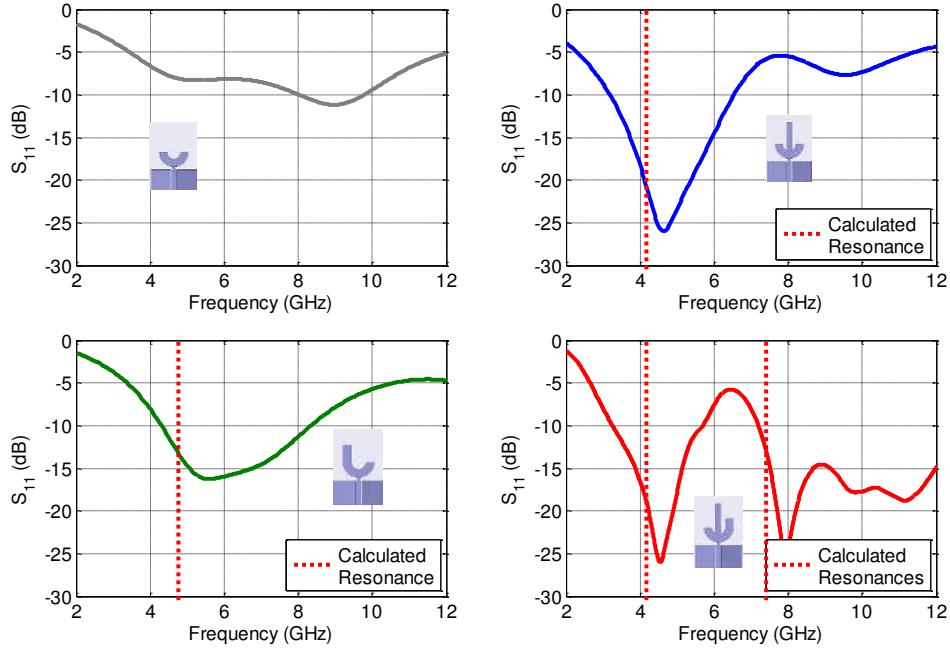 0
-5
-10
-15
-20
-25
-30
S11 (dB)
2 4 6 8 10 12
Frequency (GHz)
0
-5
-10
-15
-20
-25
-30
S11 (dB)
Calculated
Resonance
2 4 6 8 10 12
Frequency (GHz)
0
-5
-10
-15
-20
-25
-30
S11 (dB)
Calculated
Resonance
2 4 6 8 10 12
Frequency (GHz)
0
-5
-10
-15
-20
-25
-30
S11 (dB)
Calculated
Resonances
2 4 6 8 10 12
Frequency (GHz)